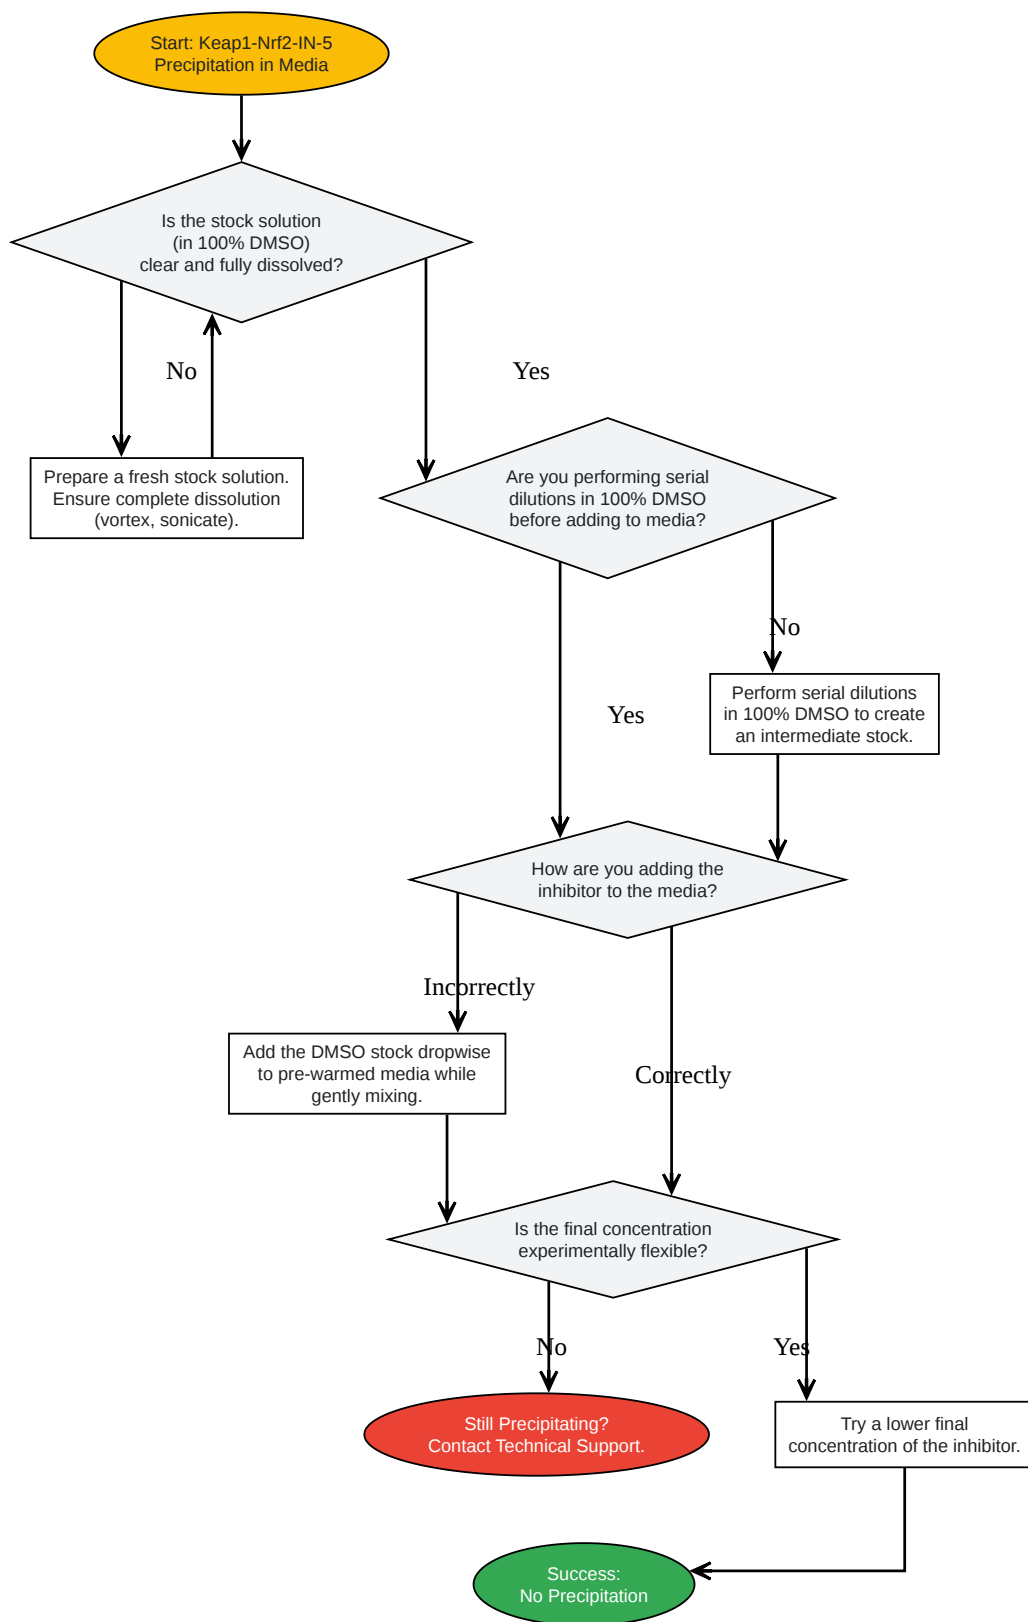 Start: Keap1-Nrf2-IN-5
Precipitation in Media
Is the stock solution
(in 100% DMSO)
clear and fully dissolved?
No
Yes
Prepare a fresh stock solution.
Ensure complete dissolution
(vortex, sonicate).
Are you performing serial
dilutions in 100% DMSO
before adding to media?
No
Yes
Perform serial dilutions
in 100% DMSO to create
an intermediate stock.
How are you adding the
inhibitor to the media?
Incorrectly
Add the DMSO stock dropwise
to pre-warmed media while
gently mixing.
Correctly
Is the final concentration
experimentally flexible?
No
Yes
Still Precipitating?
Contact Technical Support.
Try a lower final
concentration of the inhibitor.
Success:
No Precipitation